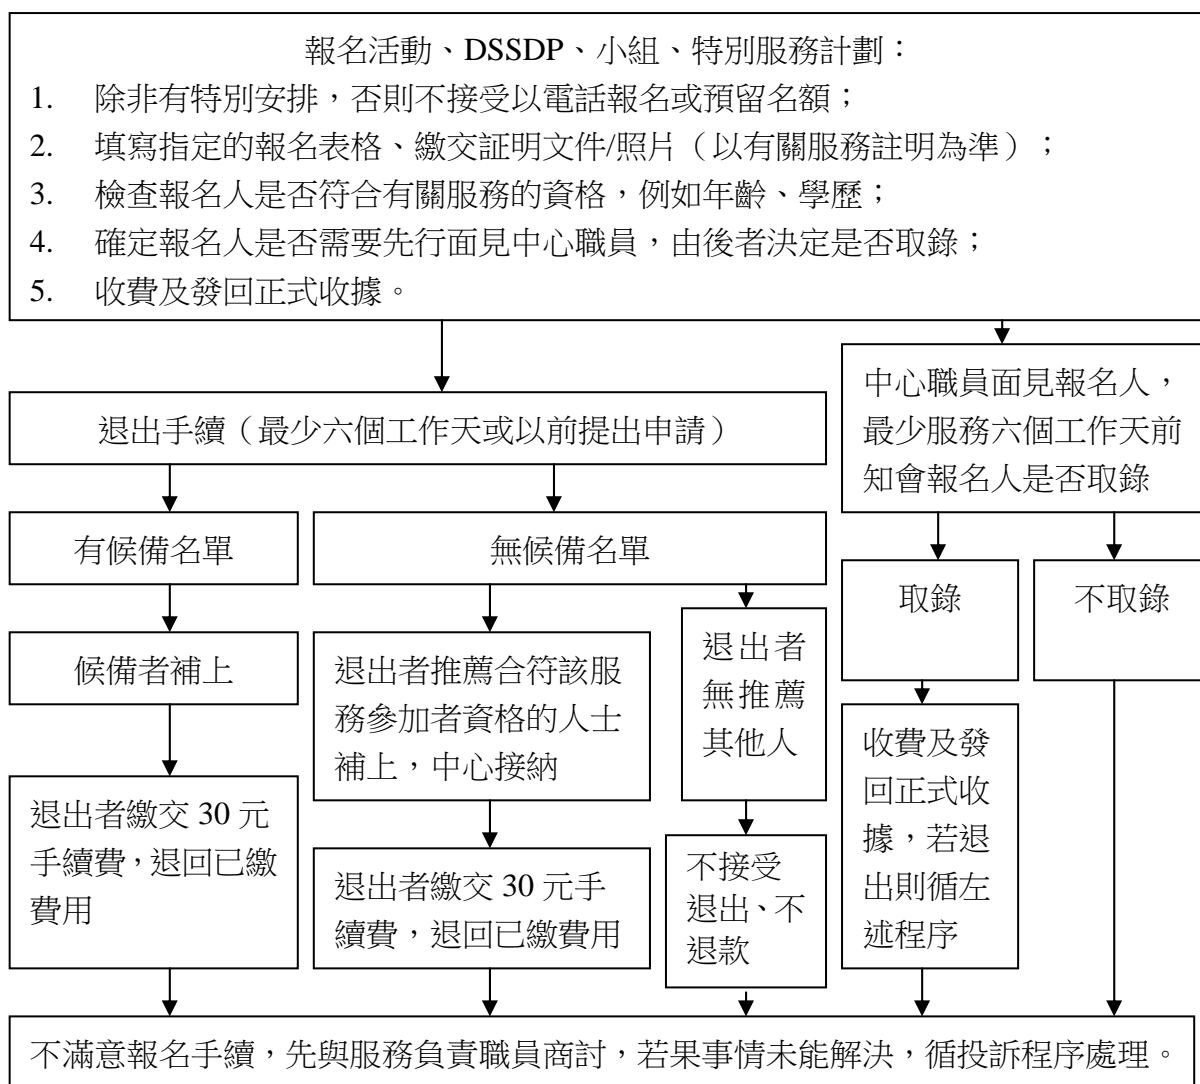 報名活動、DSSDP、小組、特別服務計劃：
1. 除非有特別安排，否則不接受以電話報名或預留名額；
2. 填寫指定的報名表格、繳交証明文件/照片（以有關服務註明為準）；
3. 檢查報名人是否符合有關服務的資格，例如年齡、學歷；
4. 確定報名人是否需要先行面見中心職員，由後者決定是否取錄；
5. 收費及發回正式收據。
退出手續（最少六個工作天或以前提出申請）
中心職員面見報名人，
最少服務六個工作天前
知會報名人是否取錄
有候備名單
無候備名單
取錄
不取錄
候備者補上
退出者推薦合符該服
務參加者資格的人士
補上，中心接納
退出者
無推薦
其他人
收費及發
回正式收
據，若退
出則循左
述程序
退出者繳交 30 元
手續費，退回已繳
費用
退出者繳交 30 元手
續費，退回已繳費用
不接受
退出、不
退款
不滿意報名手續，先與服務負責職員商討，若果事情未能解決，循投訴程序處理。